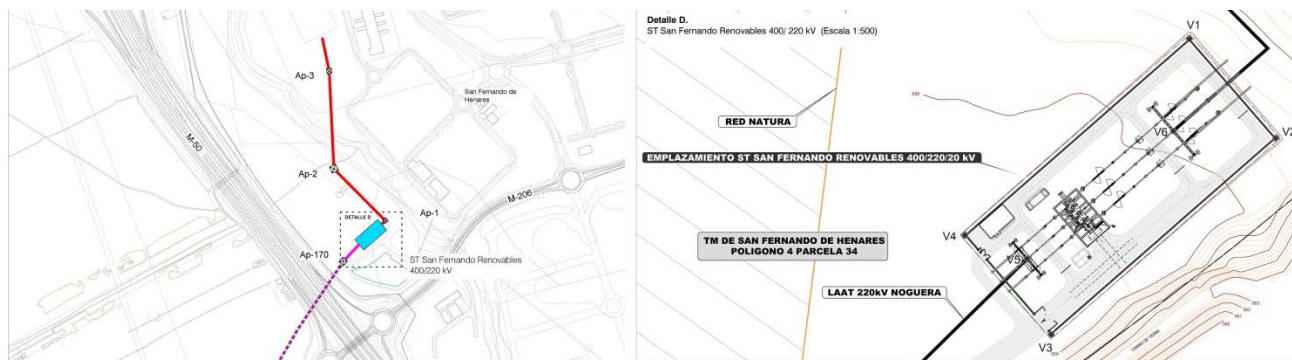 Ap-3
San Fernando de
Henares
M-50
Ap-2
M-206
DETALLE D
Ap-1
Ap-170
ST San Fernando Renovables
400/220 kV
Detalle D.
ST San Fernando Renovables 400/ 220 kV (Escala 1:500)
V1
RED NATURA
V2
V6
EMPLAZAMIENTO ST SAN FERNANDO RENOVABLES 400/220/20 kV
TM DE SAN FERNANDO DE HENARES
POLIGONO 4 PARCELA 34
V4
V5
LAAT 220kV NOGUERA
V3
CAMINO DE TIERRA